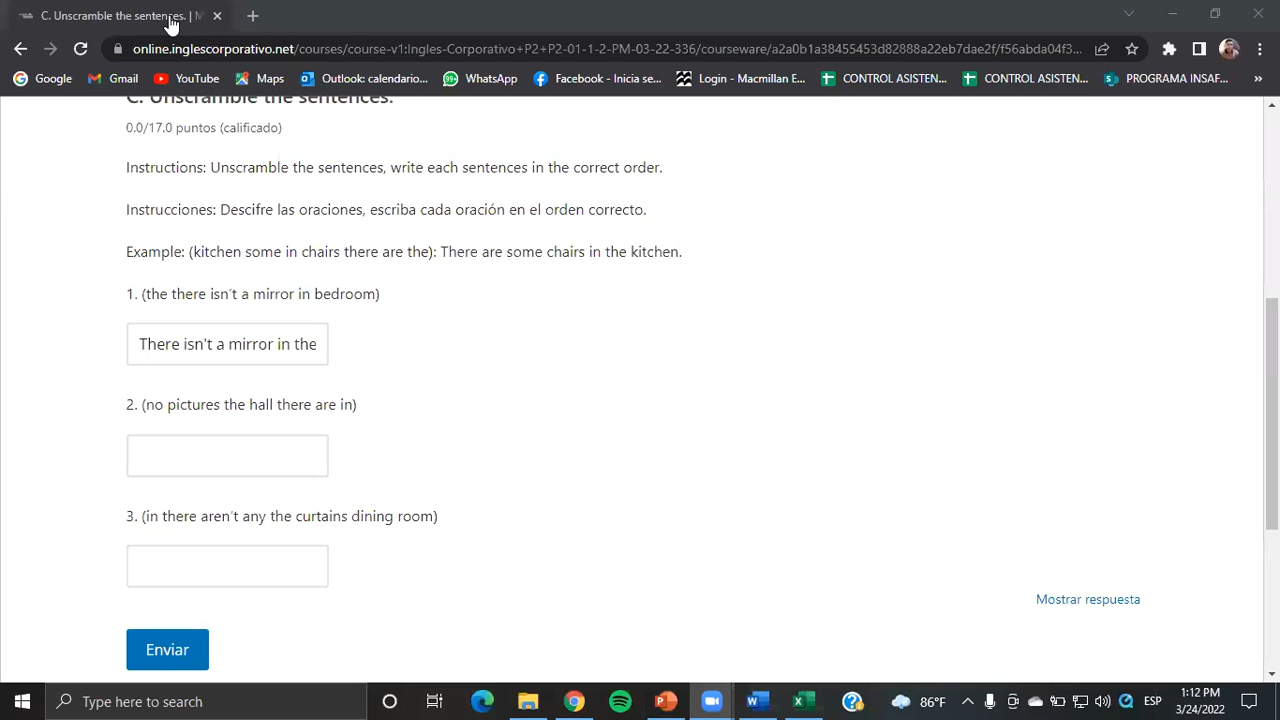 C. Unscramble the sentences. |
online.inglescorporativo.net/courses/course-v1:Ingles-Corporativo+P2+P2-01-1-2-PM-03-22-336/courseware/a2a0b1a38455453d82888a22eb7dae2f/f56abda04f3...
Google Gmail YouTube Maps Outlook: calendario... WhatsApp Facebook - Inicia se... Login - Macmillan E... CONTROL ASISTEN... CONTROL ASISTEN... PROGRAMA INSAF... »
C. Unscramble the sentences.
0.0/17.0 puntos (calificado)
Instructions: Unscramble the sentences, write each sentences in the correct order.
Instrucciones: Descifre las oraciones, escriba cada oración en el orden correcto.
Example: (kitchen some in chairs there are the): There are some chairs in the kitchen.
1. (the there isn´t a mirror in bedroom)
There isn't a mirror in the
2. (no pictures the hall there are in)
3. (in there aren´t any the curtains dining room)
Mostrar respuesta
Enviar
Type here to search
86°F
ESP
1:12 PM
3/24/2022